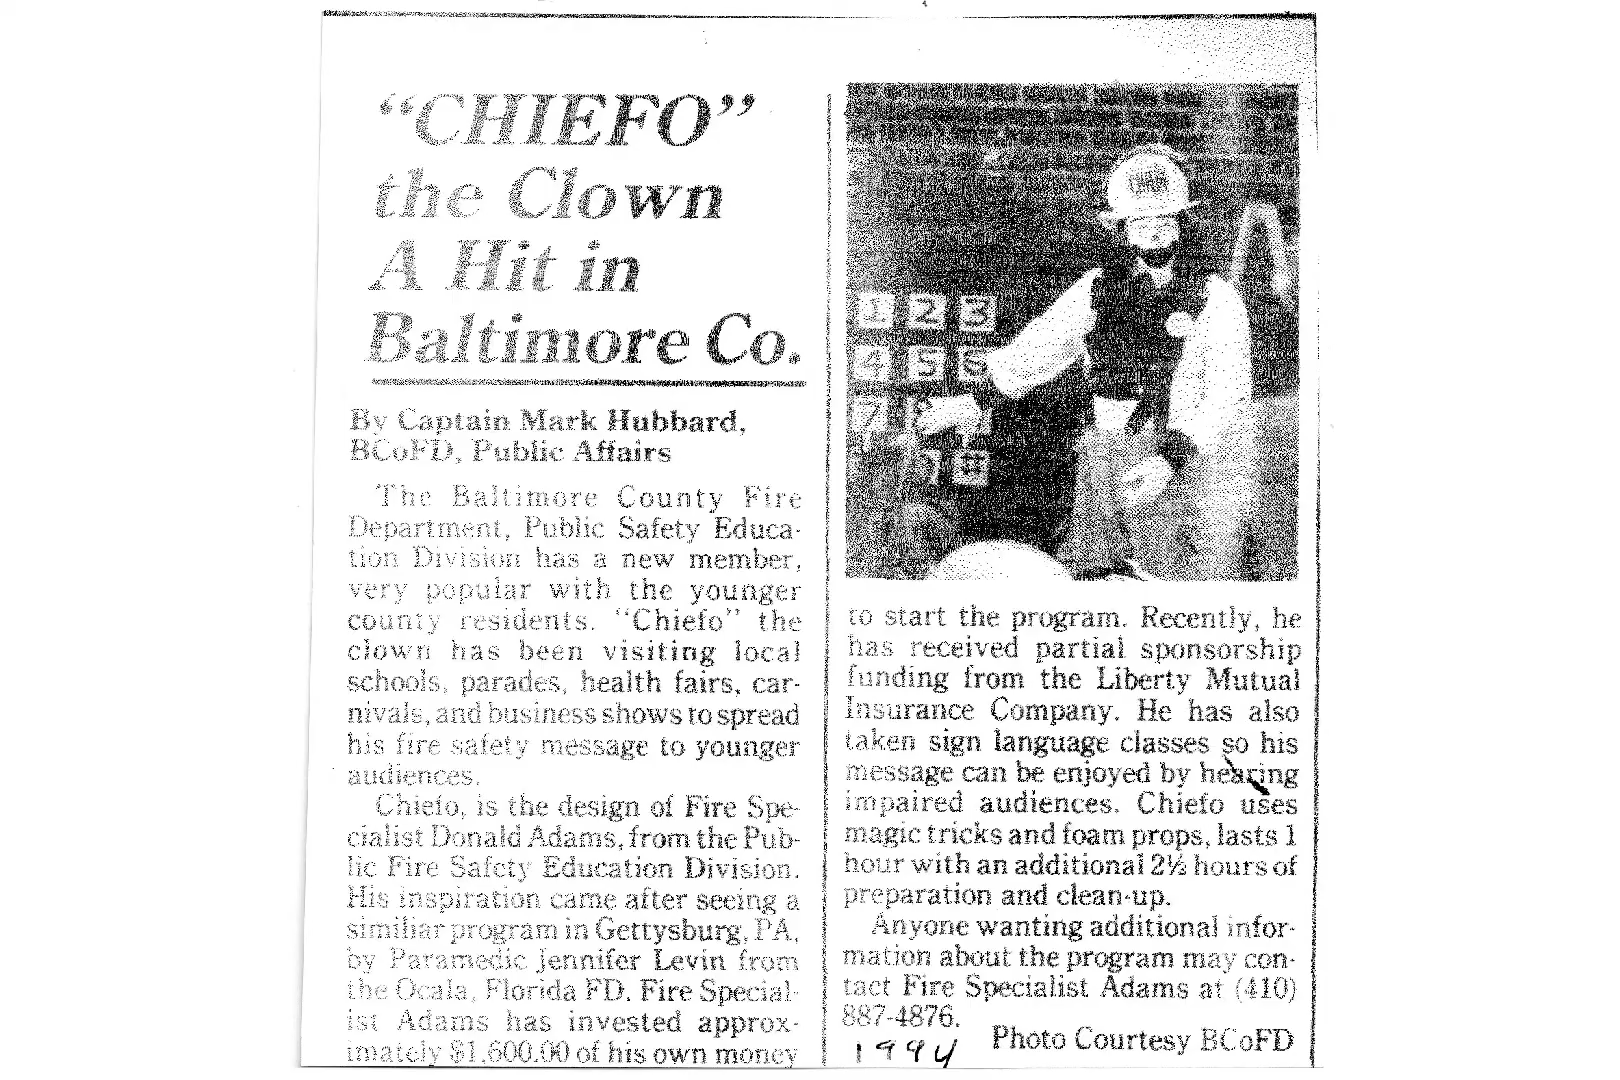 "CHIEFO"
the Clown
A Hit in
Baltimore Co.
By Captain Mark Hubbard,
BCoFD, Public Affairs
The Baltimore County Fire
Department, Public Safety Educa-
tion Division has a new member,
very popular with the younger
county residents. "Chiefo" the
clown has been visiting local
schools, parades, health fairs, car-
nivals, and business shows to spread
his fire safety message to younger
audiences.
Chiefo, is the design of Fire Spe-
cialist Donald Adams, from the Pub-
lic Fire Safety Education Division.
His inspiration came after seeing a
similiar program in Gettysburg, PA,
by Paramedic Jennifer Levin from
the Ocala, Florida FD. Fire Special-
ist Adams has invested approx-
imately $1,600.00 of his own money
1 2 3
4 5 6
7
#
to start the program. Recently, he
has received partial sponsorship
funding from the Liberty Mutual
Insurance Company. He has also
taken sign language classes so his
message can be enjoyed by hearing
impaired audiences. Chiefo uses
magic tricks and foam props, lasts 1
hour with an additional 2½ hours of
preparation and clean-up.
Anyone wanting additional infor-
mation about the program may con-
tact Fire Specialist Adams at (410)
887-4876.
1994
Photo Courtesy BCoFD